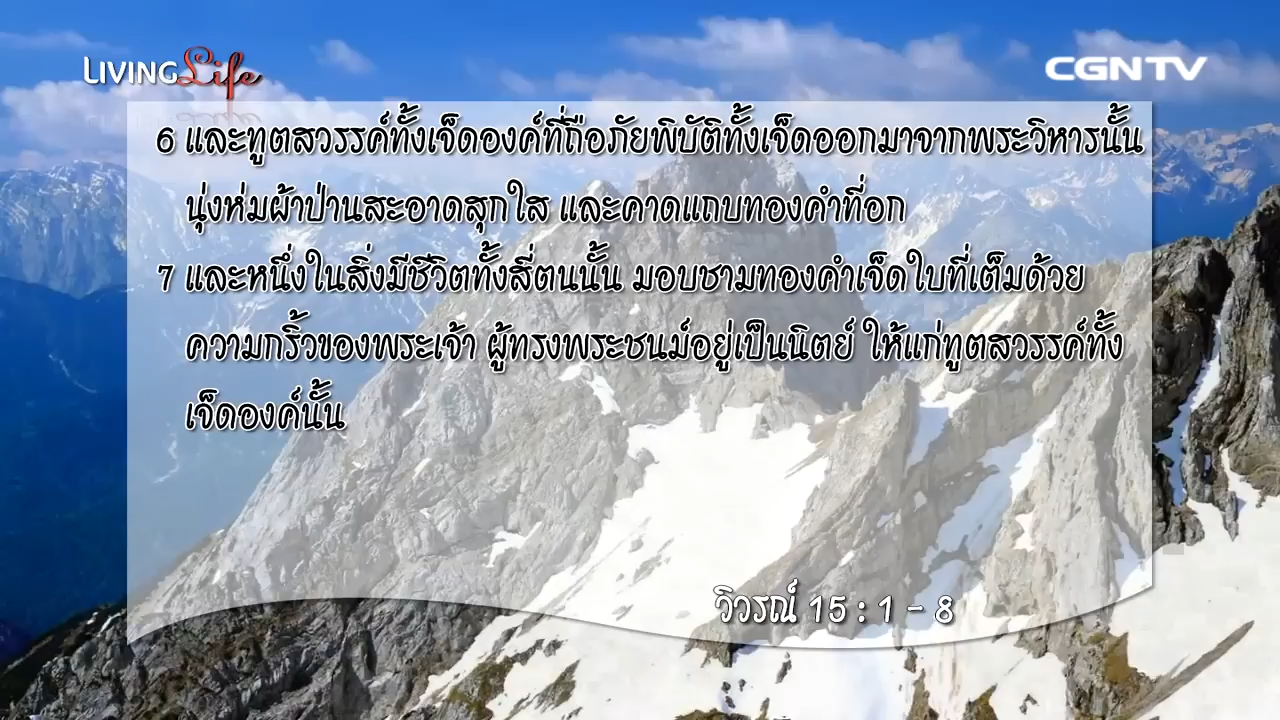 LIVING Life
CGNTV
6 และทูตสวรรค์ทั้งเจ็ดองค์ที่ถือภัยพิบัติทั้งเจ็ดออกมาจากพระวิหารนั้น
นุ่งห่มผ้าป่านสะอาดสุกใส และคาดแถบทองคำที่อก
7 และหนึ่งในสิ่งมีชีวิตทั้งสี่ตนนั้น มอบชามทองคำเจ็ดใบที่เต็มด้วย
ความกริ้วของพระเจ้า ผู้ทรงพระชนม์อยู่เป็นนิตย์ ให้แก่ทูตสวรรค์ทั้ง
เจ็ดองค์นั้น
วิวรณ์ 15 : 1 - 8